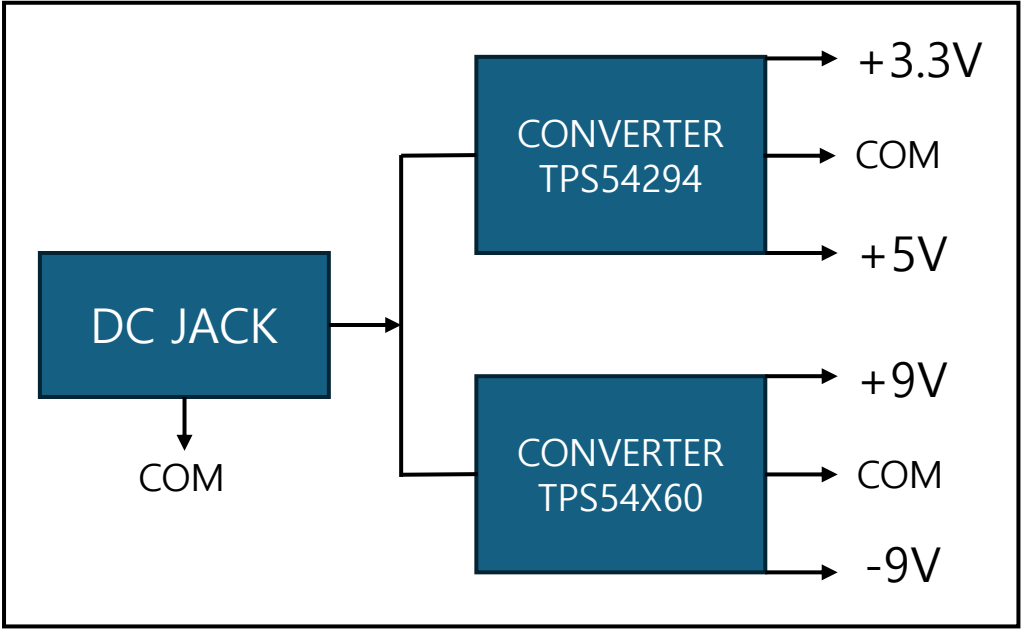 +3.3V
CONVERTER
TPS54294
COM
+5V
DC JACK
COM
+9V
CONVERTER
TPS54X60
COM
-9V